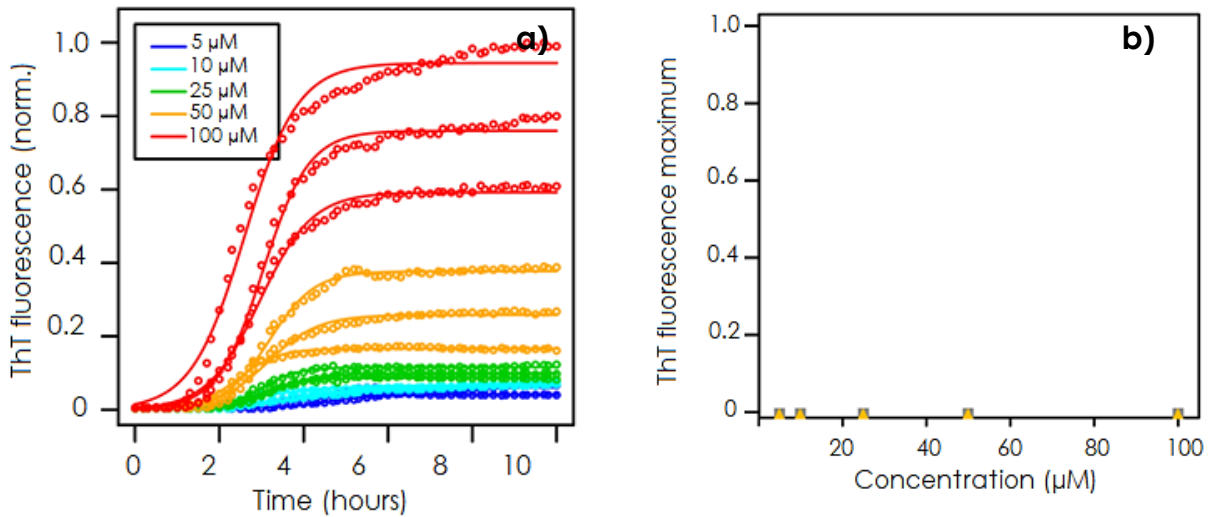 a)
5 µM
10 µM
25 µM
50 µM
100 µM
ThT fluorescence (norm.)
1.0
0.8
0.6
0.4
0.2
0
0 2 4 6 8 10
Time (hours)
b)
ThT fluorescence maximum
1.0
0.8
0.6
0.4
0.2
0
20 40 60 80 100
Concentration (µM)